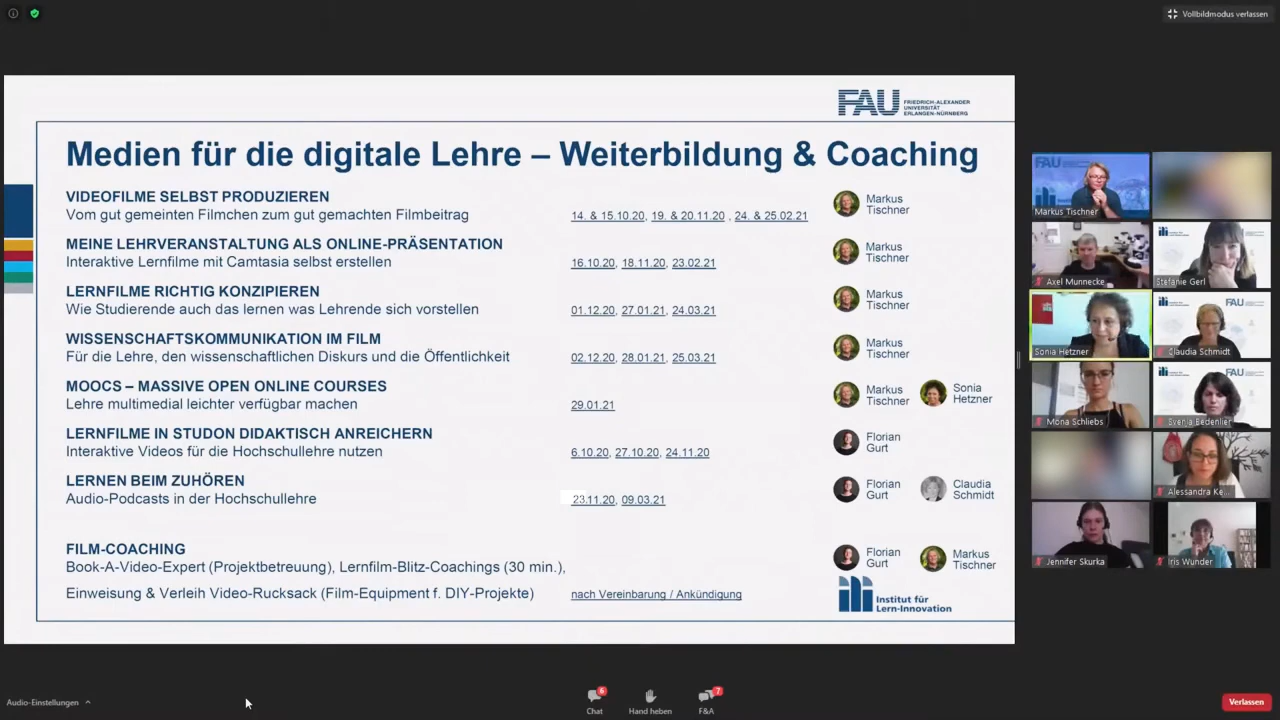 Vollbildmodus verlassen
FAU
FRIEDRICH-ALEXANDER
UNIVERSITÄT
ERLANGEN-NÜRNBERG
Medien für die digitale Lehre – Weiterbildung & Coaching
VIDEOFILME SELBST PRODUZIEREN
Vom gut gemeinten Filmchen zum gut gemachten Filmbeitrag
14. & 15.10.20, 19. & 20.11.20 , 24. & 25.02.21
Markus
Tischner
MEINE LEHRVERANSTALTUNG ALS ONLINE-PRÄSENTATION
Interaktive Lernfilme mit Camtasia selbst erstellen
16.10.20, 18.11.20, 23.02.21
Markus
Tischner
LERNFILME RICHTIG KONZIPIEREN
Wie Studierende auch das lernen was Lehrende sich vorstellen
01.12.20, 27.01.21, 24.03.21
Markus
Tischner
WISSENSCHAFTSKOMMUNIKATION IM FILM
Für die Lehre, den wissenschaftlichen Diskurs und die Öffentlichkeit
02.12.20, 28.01.21, 25.03.21
Markus
Tischner
MOOCS – MASSIVE OPEN ONLINE COURSES
Lehre multimedial leichter verfügbar machen
29.01.21
Markus
Tischner
Sonia
Hetzner
LERNFILME IN STUDON DIDAKTISCH ANREICHERN
Interaktive Videos für die Hochschullehre nutzen
6.10.20, 27.10.20, 24.11.20
Florian
Gurt
LERNEN BEIM ZUHÖREN
Audio-Podcasts in der Hochschullehre
23.11.20, 09.03.21
Florian
Gurt
Claudia
Schmidt
FILM-COACHING
Book-A-Video-Expert (Projektbetreuung), Lernfilm-Blitz-Coachings (30 min.),
Einweisung & Verleih Video-Rucksack (Film-Equipment f. DIY-Projekte)
nach Vereinbarung / Ankündigung
Florian
Gurt
Markus
Tischner
Institut für
Lern-Innovation
FAU
Markus Tischner
Axel Munnecke
Stefanie Gerl
Sonia Hetzner
FAU
Claudia Schmidt
Mona Schliebs
FAU
Svenja Bedenlier
Alessandra Ke...
Jennifer Skurka
Iris Wunder
Audio-Einstellungen
6
Chat
Hand heben
7
F&A
Verlassen